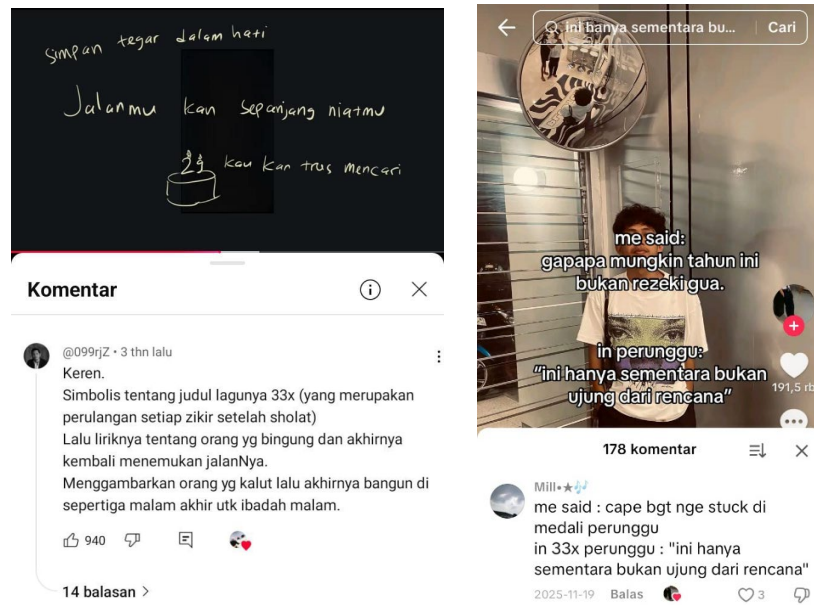 simpan tegar dalam hati
Jalanmu kan sepanjang niatmu
29 kau kan trus mencari
Komentar
@099rjZ • 3 thn lalu
Keren.
Simbolis tentang judul lagunya 33x (yang merupakan
perulangan setiap zikir setelah sholat)
Lalu liriknya tentang orang yg bingung dan akhirnya
kembali menemukan jalanNya.
Menggambarkan orang yg kalut lalu akhirnya bangun di
sepertiga malam akhir utk ibadah malam.
940
14 balasan >
ini hanya sementara bu... Cari
me said:
gapapa mungkin tahun ini
bukan rezeki gua.
in perunggu:
“ini hanya sementara bukan
ujung dari rencana”
191,5 rb
178 komentar
Mill•★🎶
me said : cape bgt nge stuck di
medali perunggu
in 33x perunggu : "ini hanya
sementara bukan ujung dari rencana"
2025-11-19 Balas 3